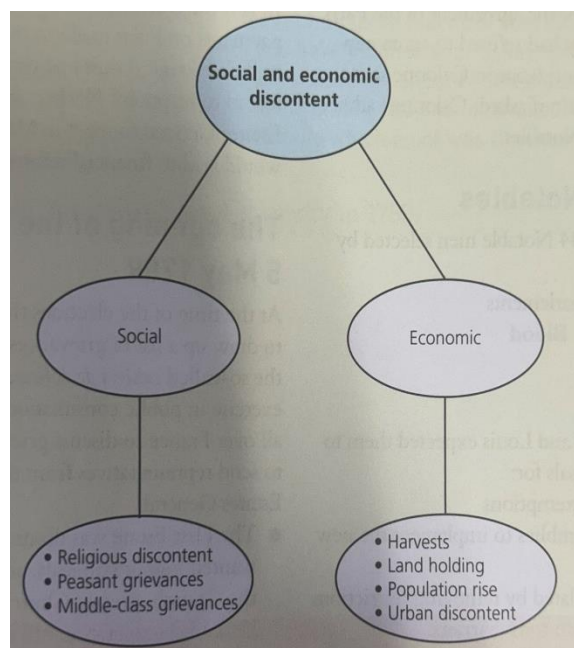 Social and economic
discontent
Social
Economic
• Religious discontent
• Peasant grievances
• Middle-class grievances
• Harvests
• Land holding
• Population rise
• Urban discontent